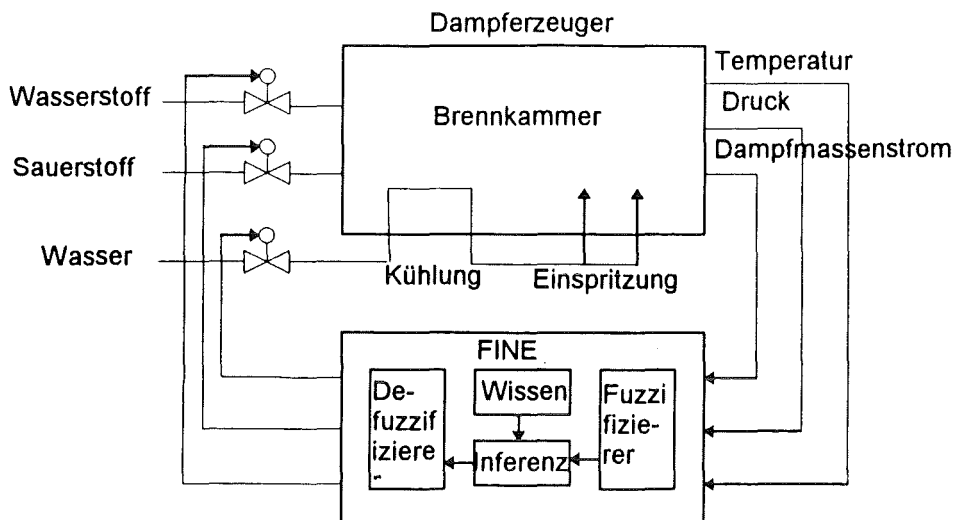 Dampferzeuger
Temperatur
Wasserstoff
Druck
Brennkammer
Dampfmassenstrom
Sauerstoff
Wasser
Kühlung
Einspritzung
FINE
De-
fuzzif
iziere
-
Wissen
Inferenz
Fuzzi
fizie-
rer